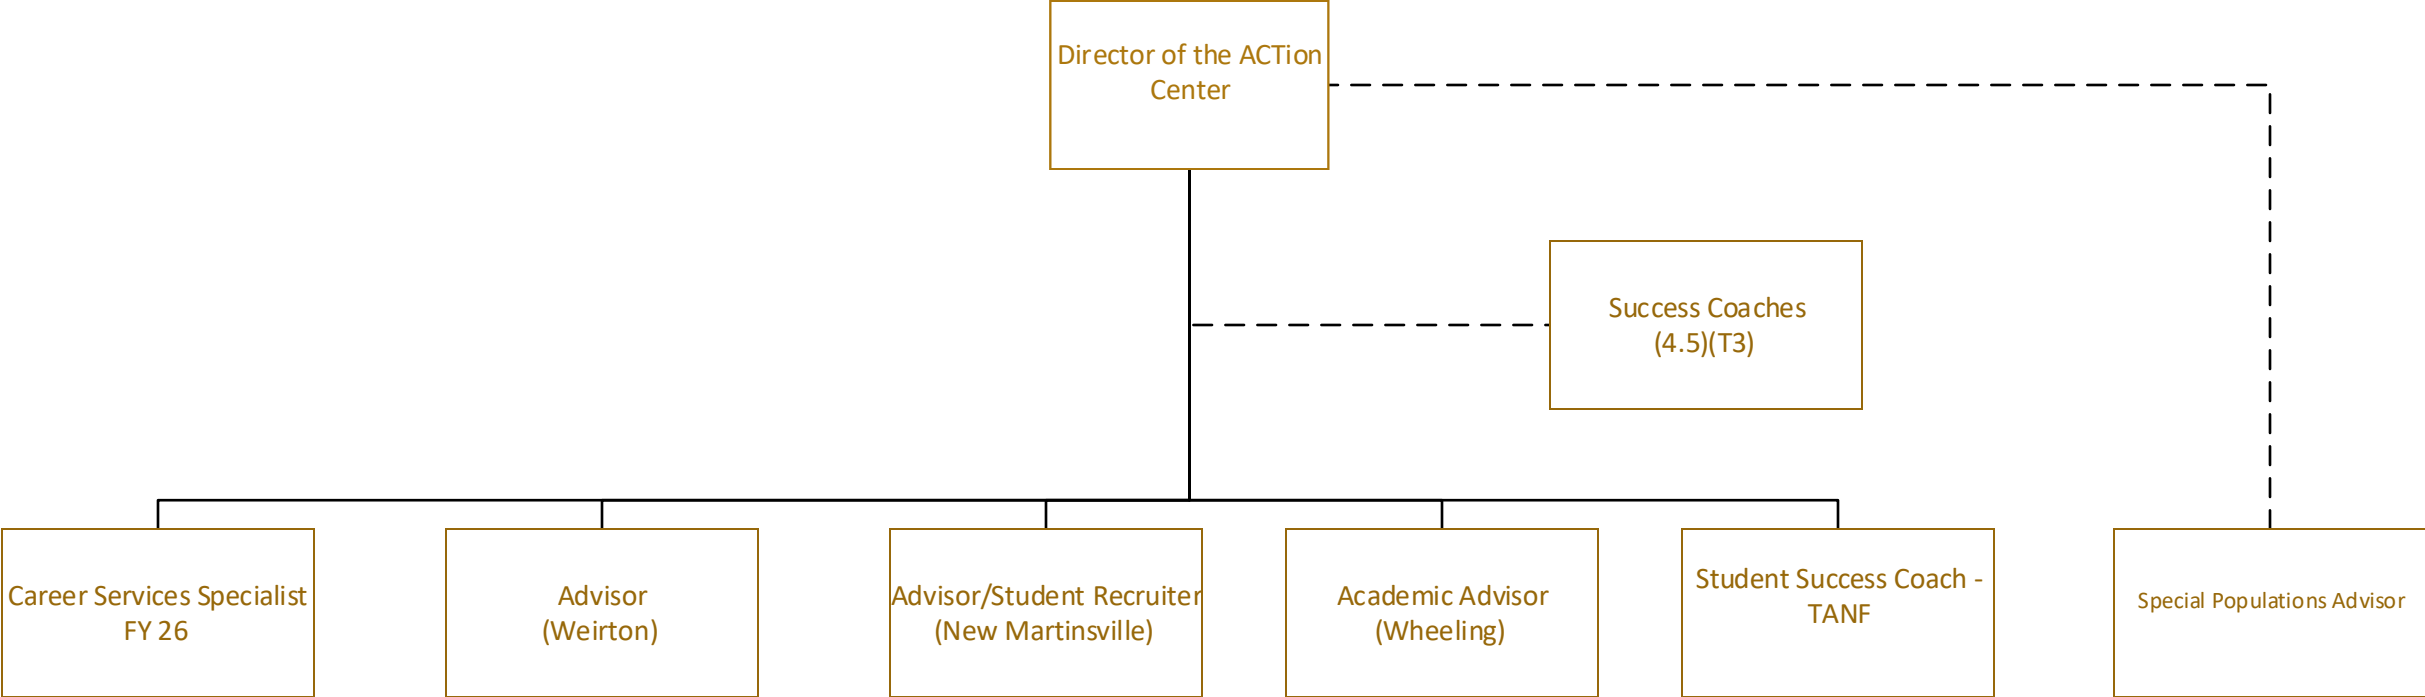 Director of the ACTion
Center
Success Coaches
(4.5)(T3)
Career Services Specialist
FY 26
Advisor
(Weirton)
Advisor/Student Recruiter
(New Martinsville)
Academic Advisor
(Wheeling)
Student Success Coach -
TANF
Special Populations Advisor